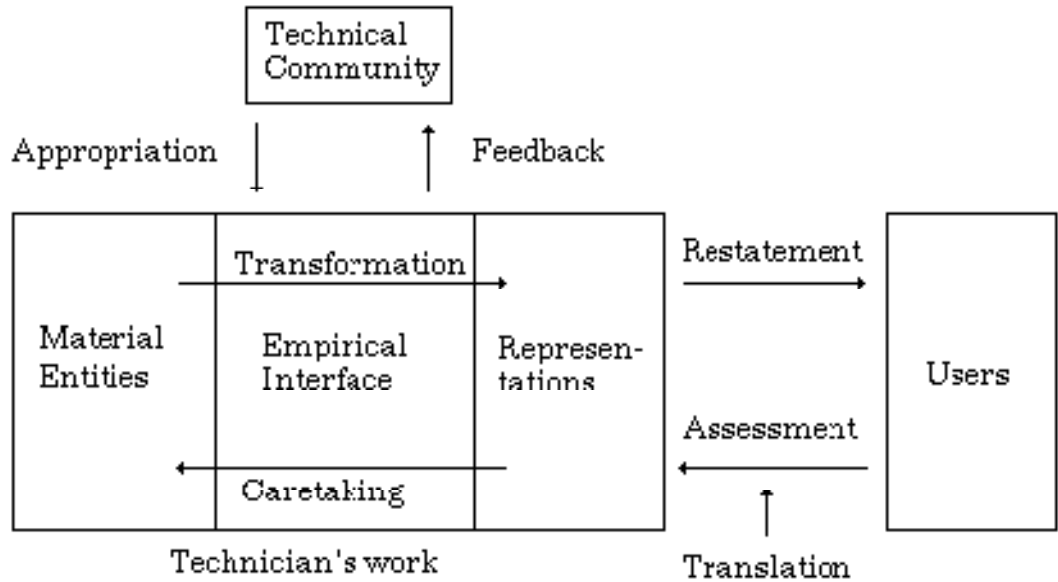 Technical
Community
Appropriation
Feedback
Transformation
Restatement
Material
Entities
Empirical
Interface
Represen-
tations
Users
Assessment
Caretaking
Technician's work
Translation